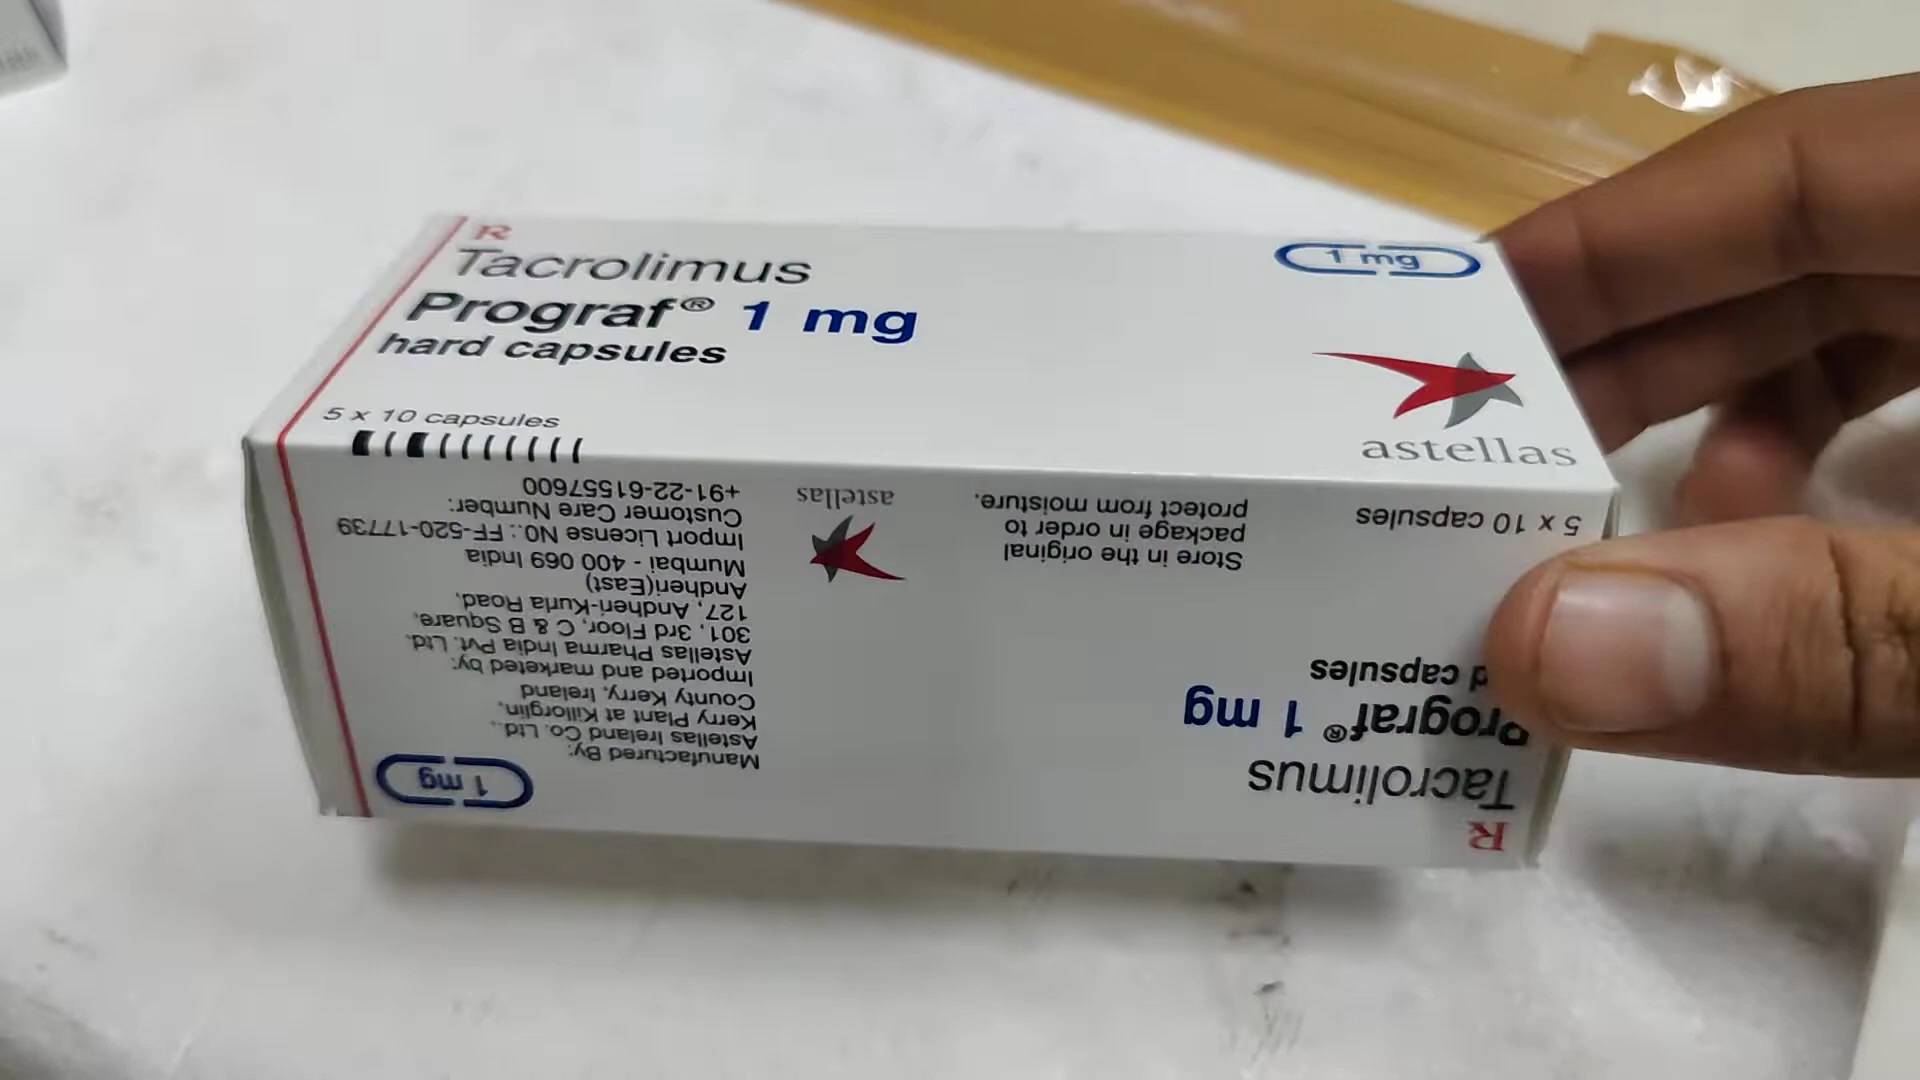 R
Tacrolimus
Prograf® 1 mg
hard capsules
5 x 10 capsules
1 mg
astellas
R
Tacrolimus
Prograf® 1 mg
capsules
5 x 10 capsules
Store in the original
package in order to
protect from moisture.
astellas
1 mg
Manufactured By:
Astellas Ireland Co. Ltd.,
Kerry Plant at Killorglin,
County Kerry, Ireland
Imported and marketed by:
Astellas Pharma India Pvt. Ltd.
301, 3rd Floor, C & B Square,
127, Andheri-Kurla Road,
Andheri(East)
Mumbai - 400 069 India
Import License N0.: FF-520-17739
Customer Care Number:
+91-22-61557600